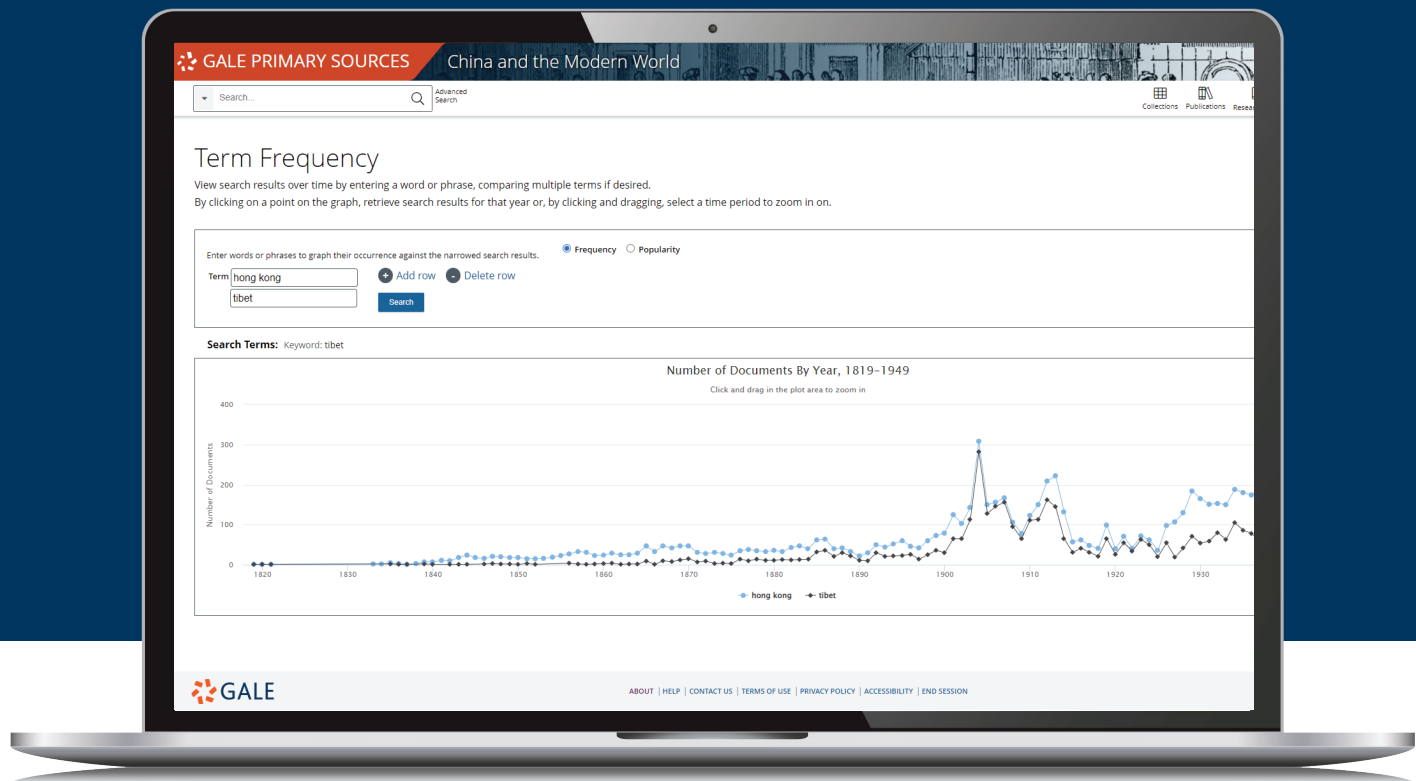 GALE PRIMARY SOURCES China and the Modern World
Search...
Advanced
Search
Collections Publications
Term Frequency
View search results over time by entering a word or phrase, comparing multiple terms if desired.
By clicking on a point on the graph, retrieve search results for that year or, by clicking and dragging, select a time period to zoom in on.
Enter words or phrases to graph their occurrence against the narrowed search results. Frequency Popularity
Term hong kong + Add row - Delete row
tibet Search
Search Terms: Keyword: tibet
Number of Documents By Year, 1819-1949
Click and drag in the plot area to zoom in
Number of Documents
400
300
200
100
0
1820 1830 1840 1850 1860 1870 1880 1890 1900 1910 1920 1930
hong kong tibet
GALE
ABOUT | HELP | CONTACT US | TERMS OF USE | PRIVACY POLICY | ACCESSIBILITY | END SESSION